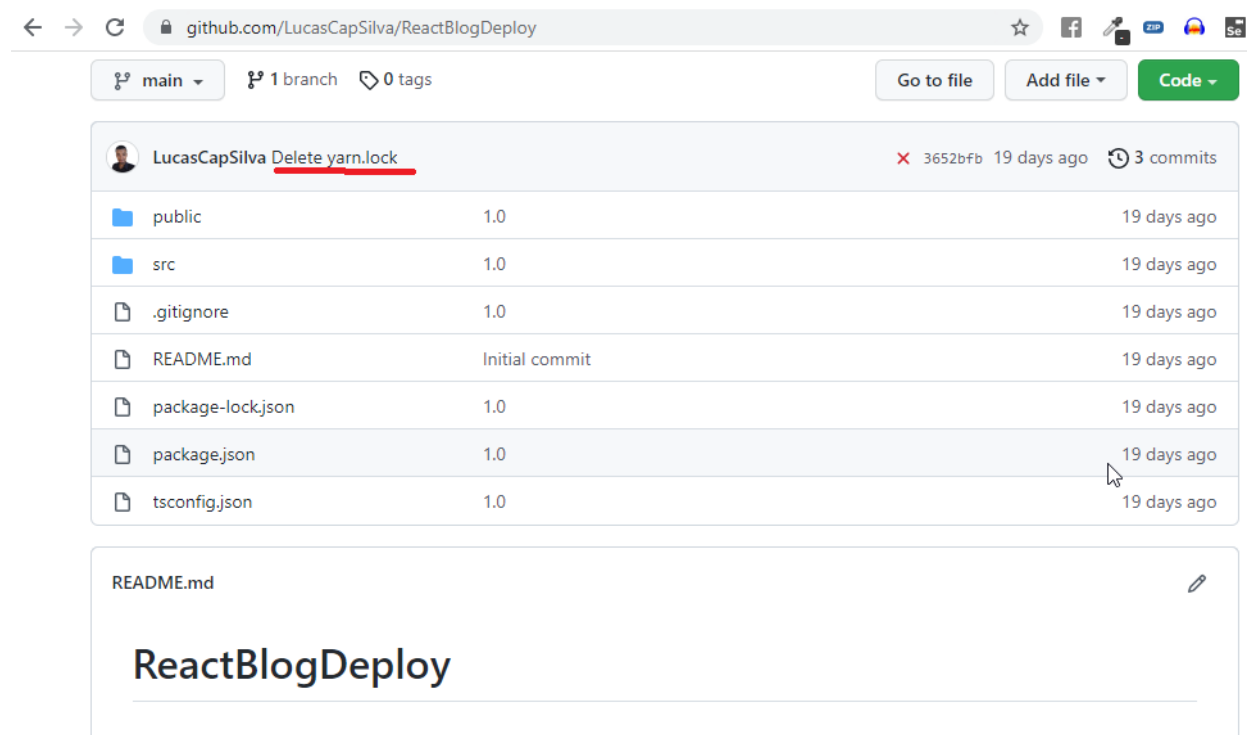 github.com/LucasCapSilva/ReactBlogDeploy ZIP Se
main 1 branch 0 tags Go to file Add file Code
LucasCapSilva Delete yarn.lock 3652bfb 19 days ago 3 commits
public 1.0 19 days ago
src 1.0 19 days ago
.gitignore 1.0 19 days ago
README.md Initial commit 19 days ago
package-lock.json 1.0 19 days ago
package.json 1.0 19 days ago
tsconfig.json 1.0 19 days ago
README.md
ReactBlogDeploy